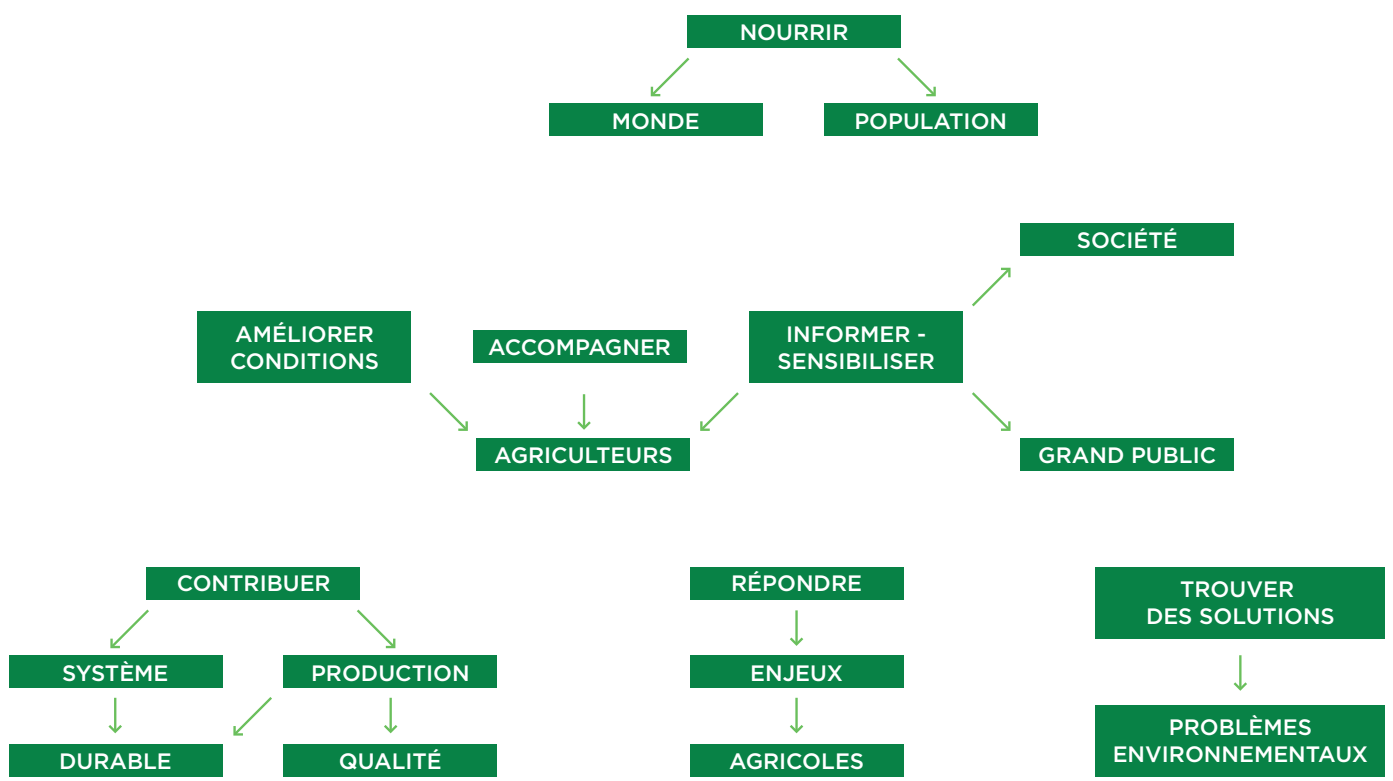 NOURRIR
MONDE
POPULATION
SOCIÉTÉ
AMÉLIORER
CONDITIONS
ACCOMPAGNER
INFORMER -
SENSIBILISER
AGRICULTEURS
GRAND PUBLIC
CONTRIBUER
SYSTÈME
PRODUCTION
DURABLE
QUALITÉ
RÉPONDRE
ENJEUX
AGRICOLES
TROUVER
DES SOLUTIONS
PROBLÈMES
ENVIRONNEMENTAUX